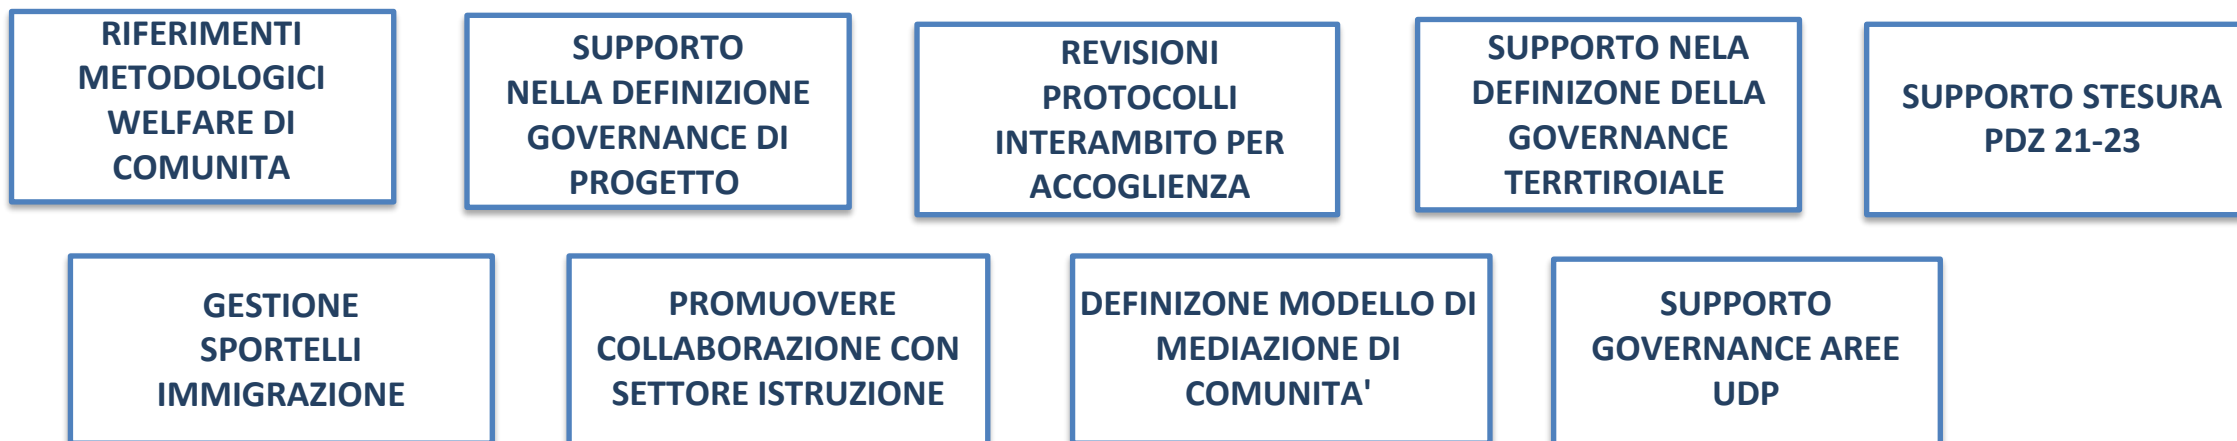 RIFERIMENTI
METODOLOGICI
WELFARE DI
COMUNITA
SUPPORTO
NELLA DEFINIZIONE
GOVERNANCE DI
PROGETTO
REVISIONI
PROTOCOLLI
INTERAMBITO PER
ACCOGLIENZA
SUPPORTO NELA
DEFINIZONE DELLA
GOVERNANCE
TERRTIROIALE
SUPPORTO STESURA
PDZ 21-23
GESTIONE
SPORTELLI
IMMIGRAZIONE
PROMUOVERE
COLLABORAZIONE CON
SETTORE ISTRUZIONE
DEFINIZONE MODELLO DI
MEDIAZIONE DI
COMUNITA'
SUPPORTO
GOVERNANCE AREE
UDP